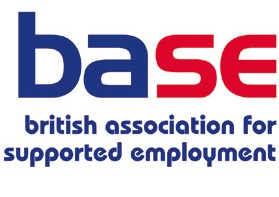 base
british association for
supported employment